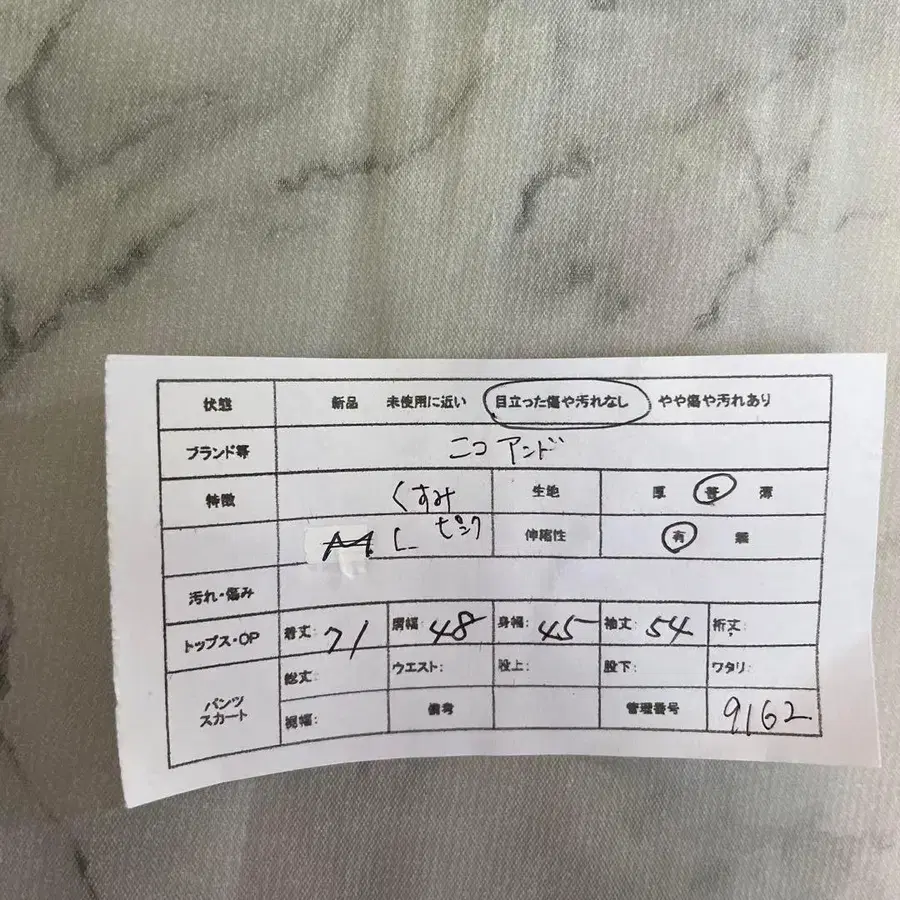 状態 新品 未使用に近い 目立った傷や汚れなし やや傷や汚れあり
ブランド等 ニコ アンド
特徴 くすみ 生地 厚 普 薄
M L ピンク 伸縮性 有 無
汚れ・傷み
トップス・OP 着丈: 71 肩幅: 48 身幅: 45 袖丈: 54 裄丈:
パンツ スカート 総丈: ウエスト: 股上: 股下: ワタリ:
裾幅: 備考 管理番号 9162